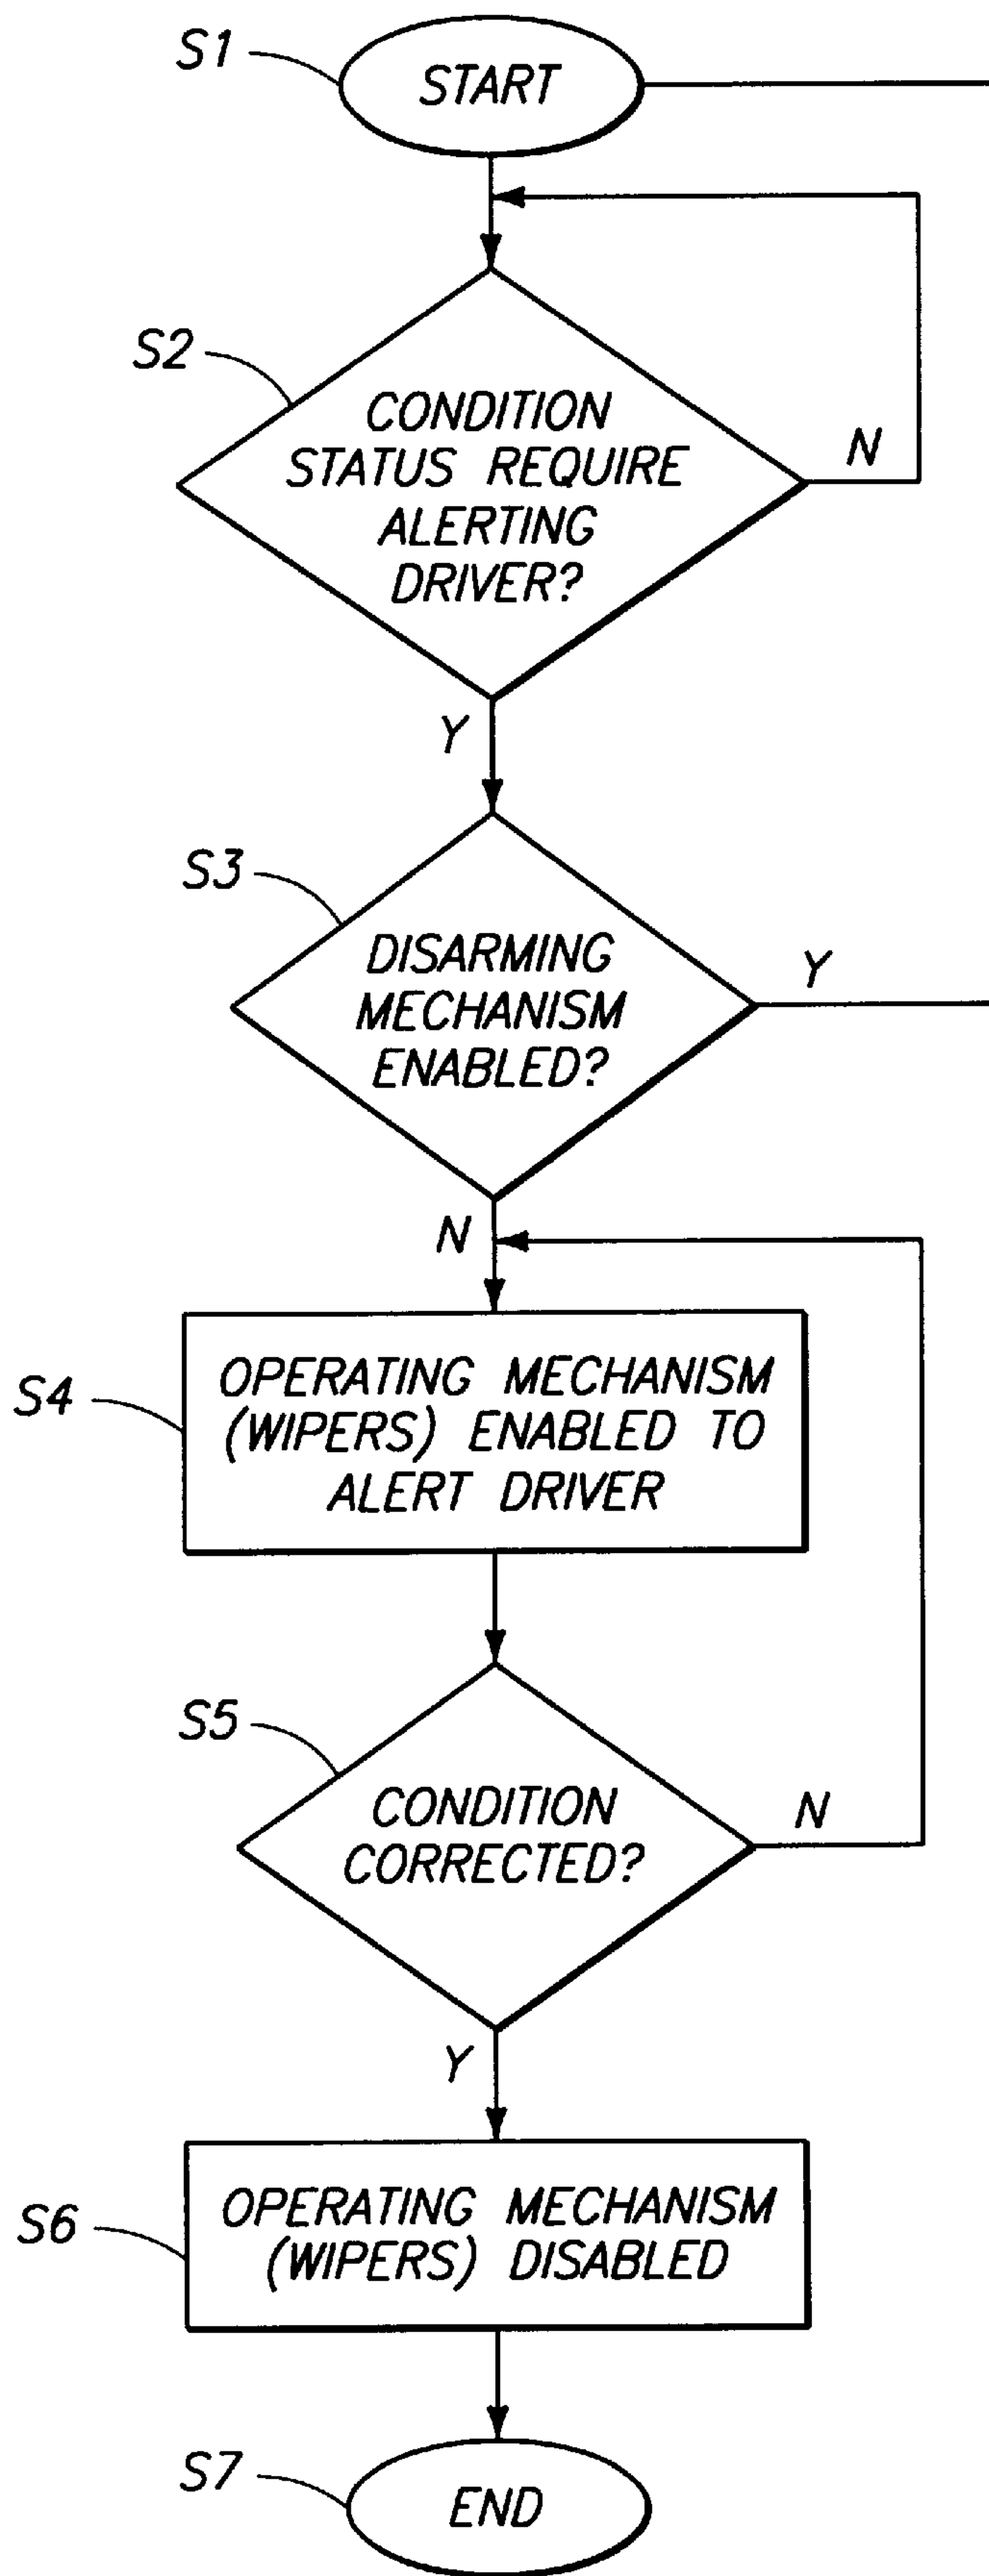 S1
START
S2
CONDITION
STATUS REQUIRE
ALERTING
DRIVER?
N
Y
S3
DISARMING
MECHANISM
ENABLED?
Y
N
S4
OPERATING MECHANISM
(WIPERS) ENABLED TO
ALERT DRIVER
S5
CONDITION
CORRECTED?
N
Y
S6
OPERATING MECHANISM
(WIPERS) DISABLED
S7
END